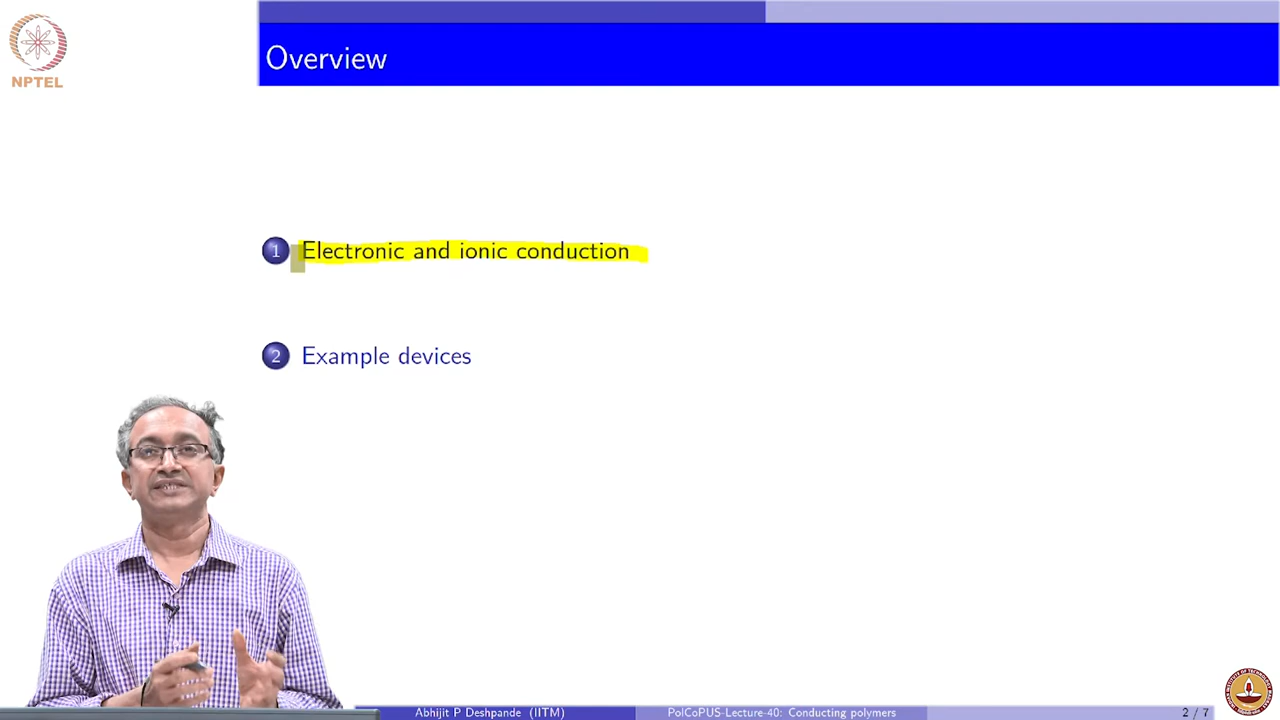 NPTEL
Overview
1 Electronic and ionic conduction
2 Example devices
Abhijit P Deshpande (IITM)
PolCoPUS-Lecture-40: Conducting polymers
2 / 7